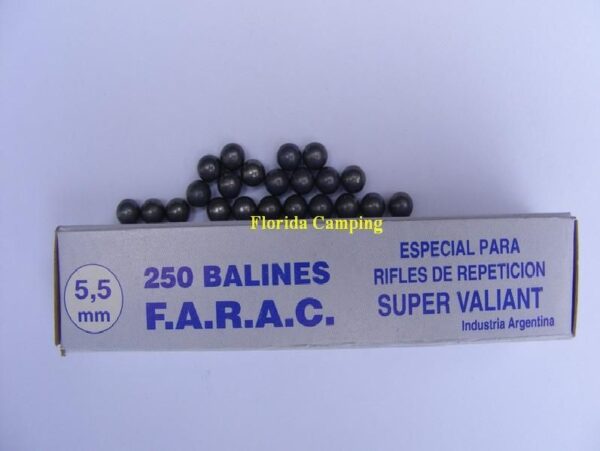 Florida Camping
5,5
mm
250 BALINES
F.A.R.A.C.
ESPECIAL PARA
RIFLES DE REPETICION
SUPER VALIANT
Industria Argentina